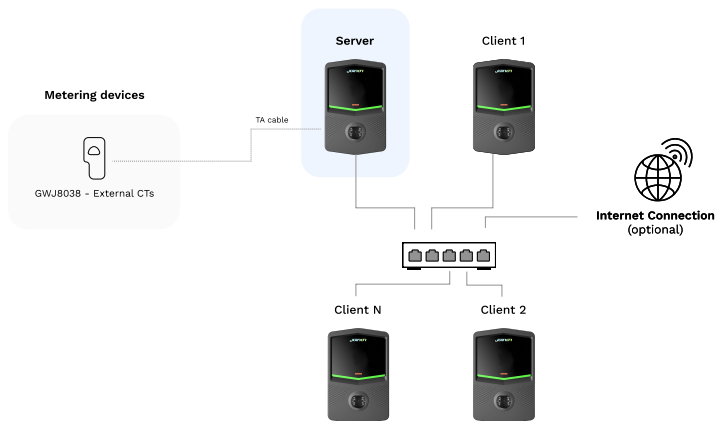 Server
Client 1
Metering devices
TA cable
GWJ8038 - External CTs
Internet Connection
(optional)
Client N
Client 2